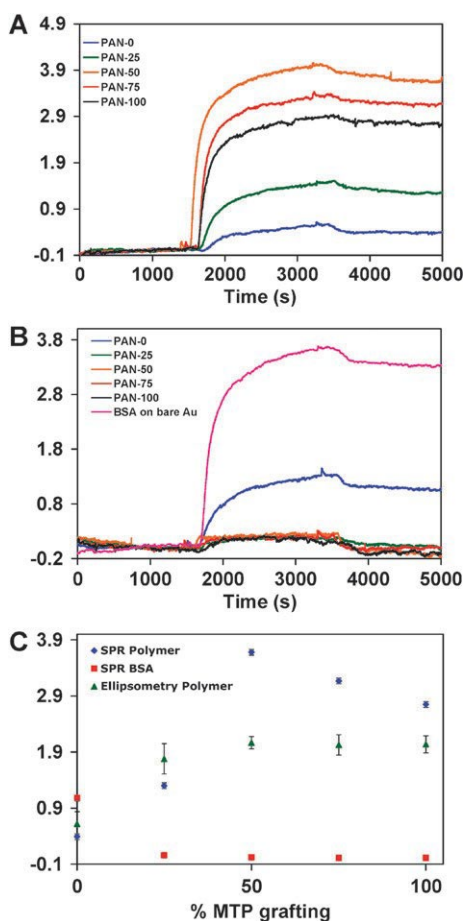 A
4.9
3.9
2.9
1.9
0.9
-0.1
PAN-0
PAN-25
PAN-50
PAN-75
PAN-100
0 1000 2000 3000 4000 5000
Time (s)
B
3.8
2.8
1.8
0.8
-0.2
PAN-0
PAN-25
PAN-50
PAN-75
PAN-100
BSA on bare Au
0 1000 2000 3000 4000 5000
Time (s)
C
3.9
2.9
1.9
0.9
-0.1
SPR Polymer
SPR BSA
Ellipsometry Polymer
0 50 100
% MTP grafting